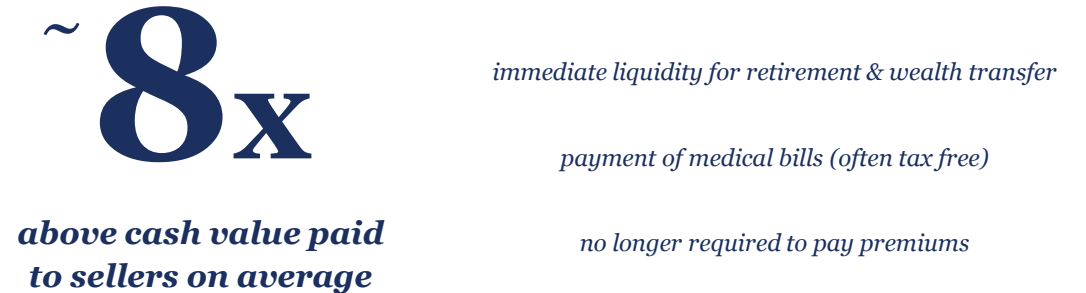 ~8x
above cash value paid
to sellers on average
immediate liquidity for retirement & wealth transfer
payment of medical bills (often tax free)
no longer required to pay premiums